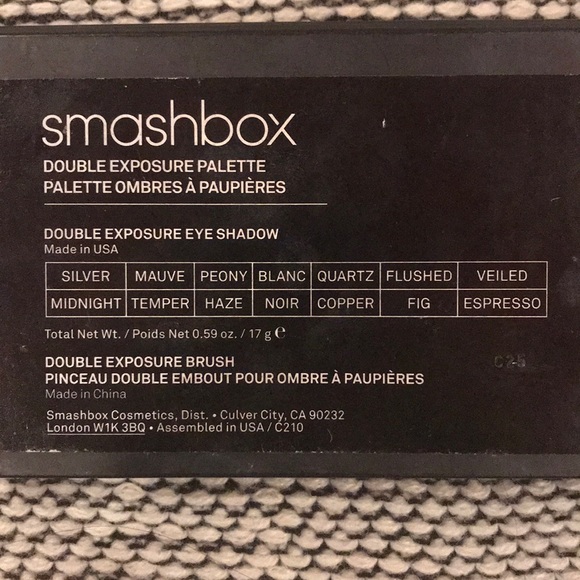 smashbox
DOUBLE EXPOSURE PALETTE
PALETTE OMBRES À PAUPIÈRES
DOUBLE EXPOSURE EYE SHADOW
Made in USA
SILVER MAUVE PEONY BLANC QUARTZ FLUSHED VEILED
MIDNIGHT TEMPER HAZE NOIR COPPER FIG ESPRESSO
Total Net Wt. / Poids Net 0.59 oz. / 17 g ℮
DOUBLE EXPOSURE BRUSH
C25
PINCEAU DOUBLE EMBOUT POUR OMBRE À PAUPIÈRES
Made in China
Smashbox Cosmetics, Dist. • Culver City, CA 90232
London W1K 3BQ • Assembled in USA / C210